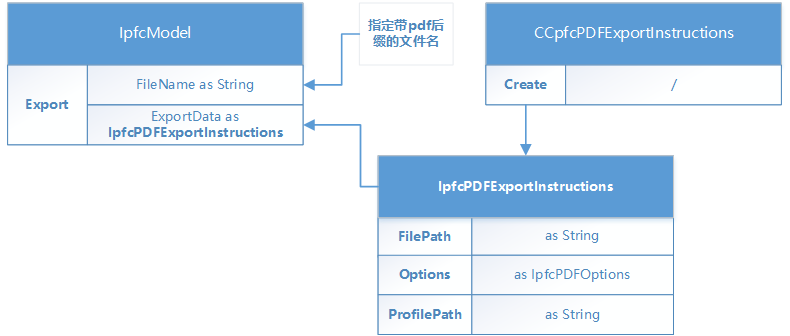 IpfcModel
Export
FileName as String
ExportData as
IpfcPDFExportInstructions
指定带pdf后
缀的文件名
CCpfcPDFExportInstructions
Create
/
IpfcPDFExportInstructions
FilePath
as String
Options
as IpfcPDFOptions
ProfilePath
as String